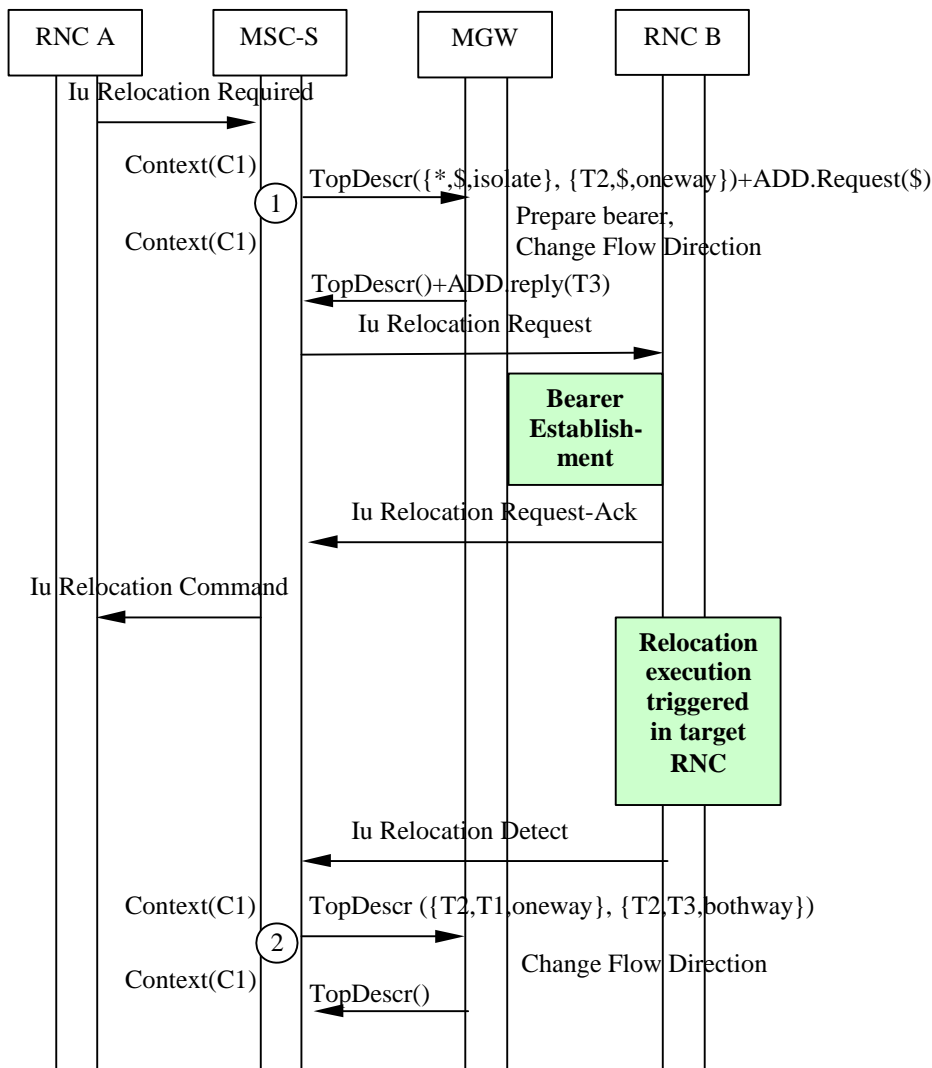 RNC A
MSC-S
MGW
RNC B
Iu Relocation Required
Context(C1)
TopDescr({*,$,isolate}, {T2,$,oneway})+ADD.Request($)
1
Prepare bearer,
Change Flow Direction
Context(C1)
TopDescr()+ADD.reply(T3)
Iu Relocation Request
Bearer
Establish-
ment
Iu Relocation Request-Ack
Iu Relocation Command
Relocation
execution
triggered
in target
RNC
Iu Relocation Detect
Context(C1)
TopDescr ({T2,T1,oneway}, {T2,T3,bothway})
2
Change Flow Direction
Context(C1)
TopDescr()